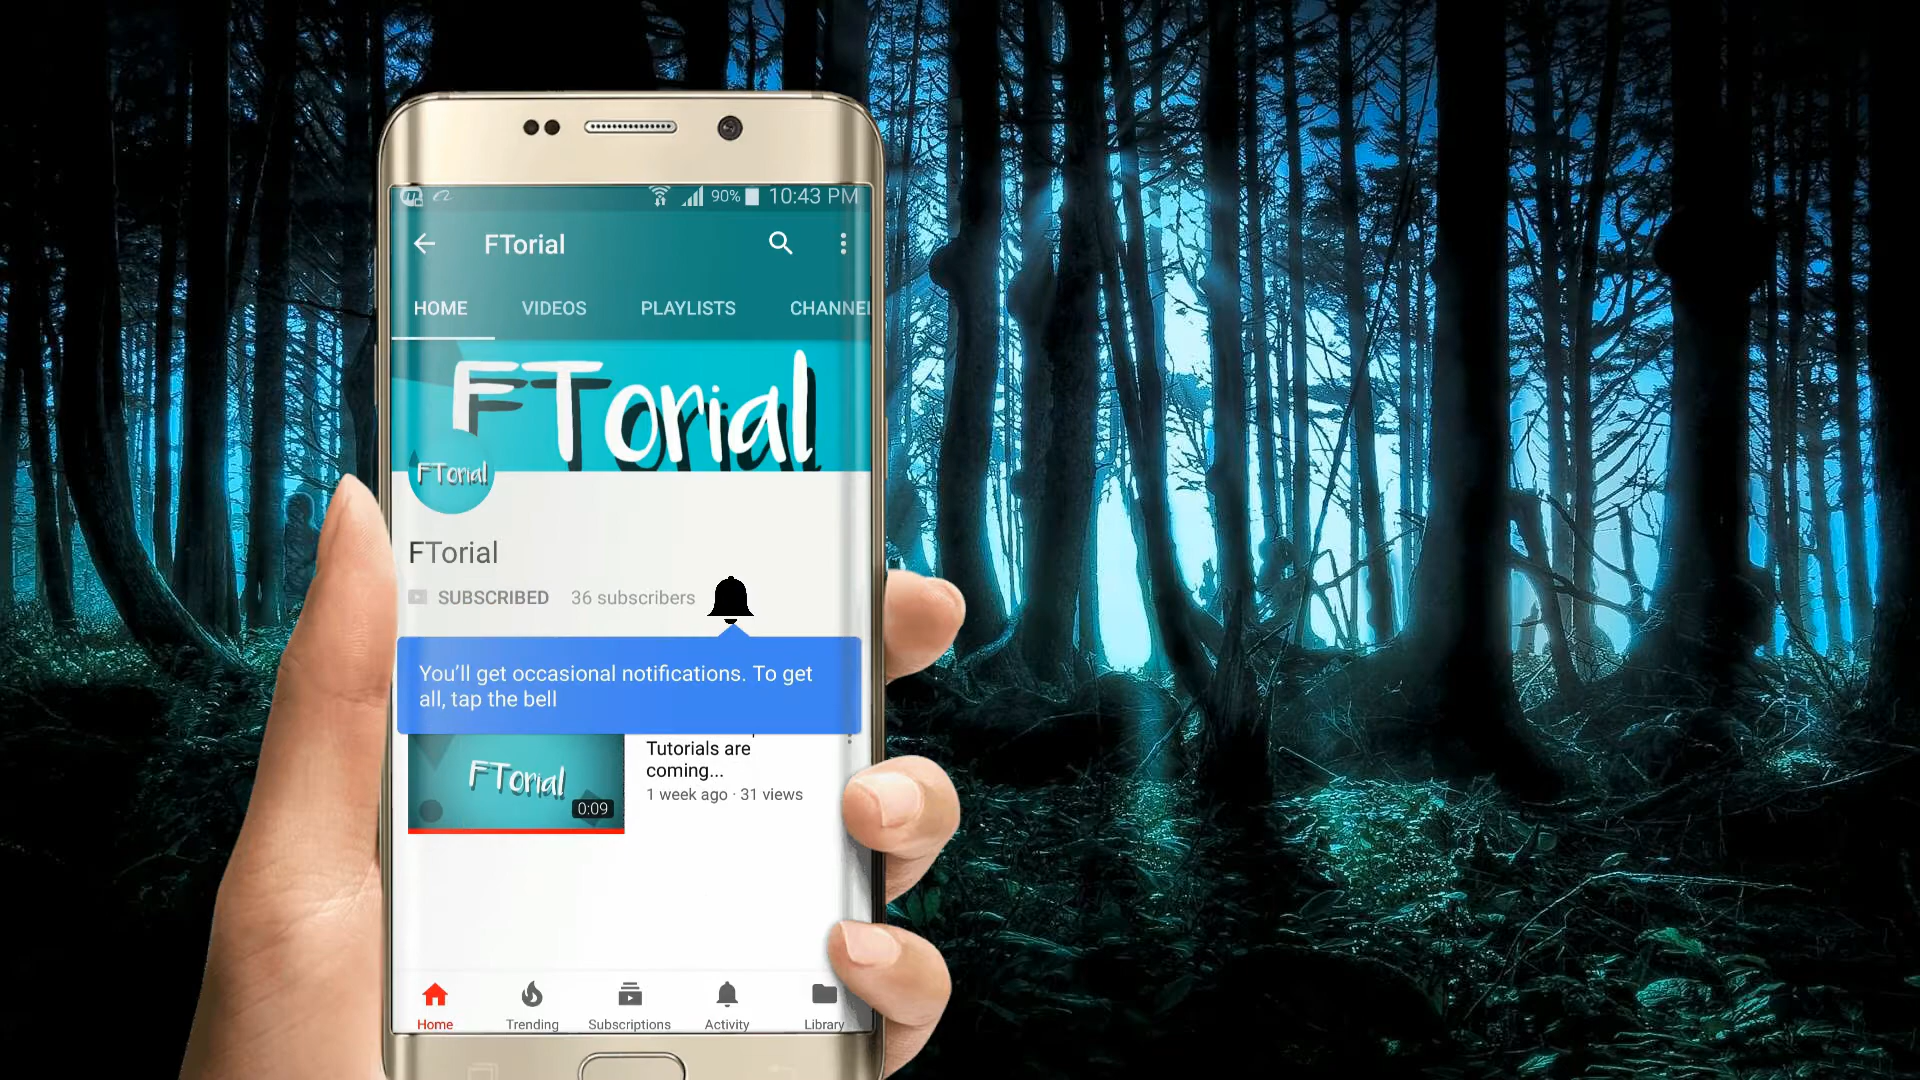 90% 10:43 PM
FTorial
HOME VIDEOS PLAYLISTS CHANNEL
FTorial
FTorial
FTorial
SUBSCRIBED 36 subscribers
You’ll get occasional notifications. To get
all, tap the bell
Tutorials are
coming...
FTorial
0:09
1 week ago · 31 views
Home Trending Subscriptions Activity Library